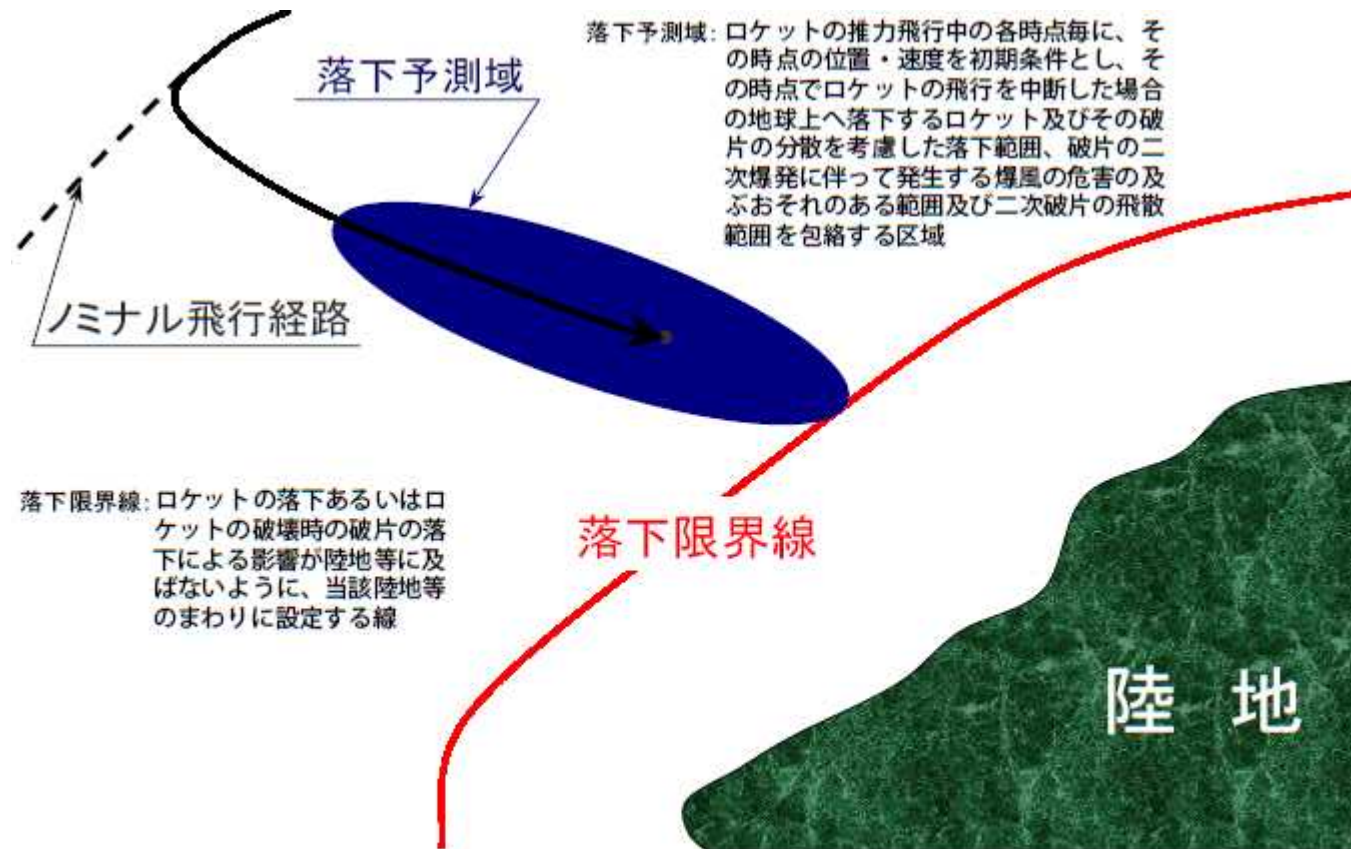 落下予測域
落下予測域: ロケットの推力飛行中の各時点毎に、そ
の時点の位置・速度を初期条件とし、そ
の時点でロケットの飛行を中断した場合
の地球上へ落下するロケット及びその破
片の分散を考慮した落下範囲、破片の二
次爆発に伴って発生する爆風の危害の及
ぶおそれのある範囲及び二次破片の飛散
範囲を包絡する区域
ノミナル飛行経路
落下限界線: ロケットの落下あるいはロ
ケットの破壊時の破片の落
下による影響が陸地等に及
ばないように、当該陸地等
のまわりに設定する線
落下限界線
陸 地